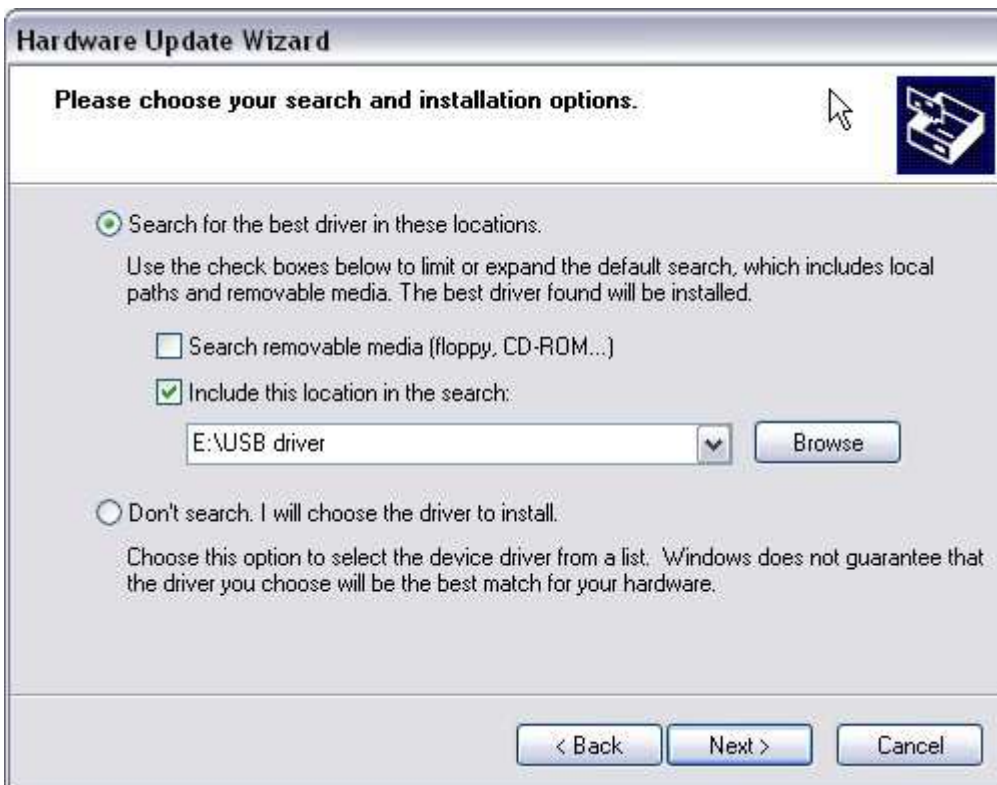 Hardware Update Wizard
Please choose your search and installation options.
Search for the best driver in these locations.
Use the check boxes below to limit or expand the default search, which includes local
paths and removable media. The best driver found will be installed.
Search removable media (floppy, CD-ROM...)
Include this location in the search:
E:\USB driver
Browse
Don't search. I will choose the driver to install.
Choose this option to select the device driver from a list.  Windows does not guarantee that
the driver you choose will be the best match for your hardware.
< Back
Next >
Cancel